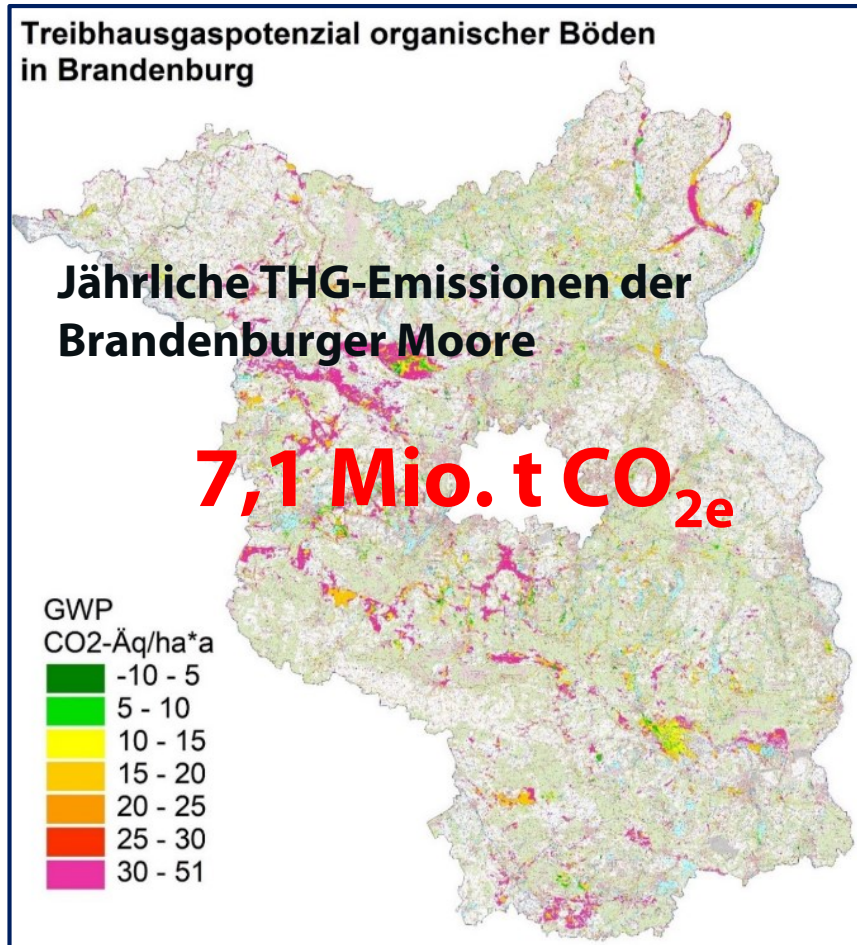 Treibhausgaspotenzial organischer Böden
in Brandenburg
Jährliche THG-Emissionen der
Brandenburger Moore
7,1 Mio. t CO2e
GWP
CO2-Äq/ha*a
-10 - 5
5 - 10
10 - 15
15 - 20
20 - 25
25 - 30
30 - 51